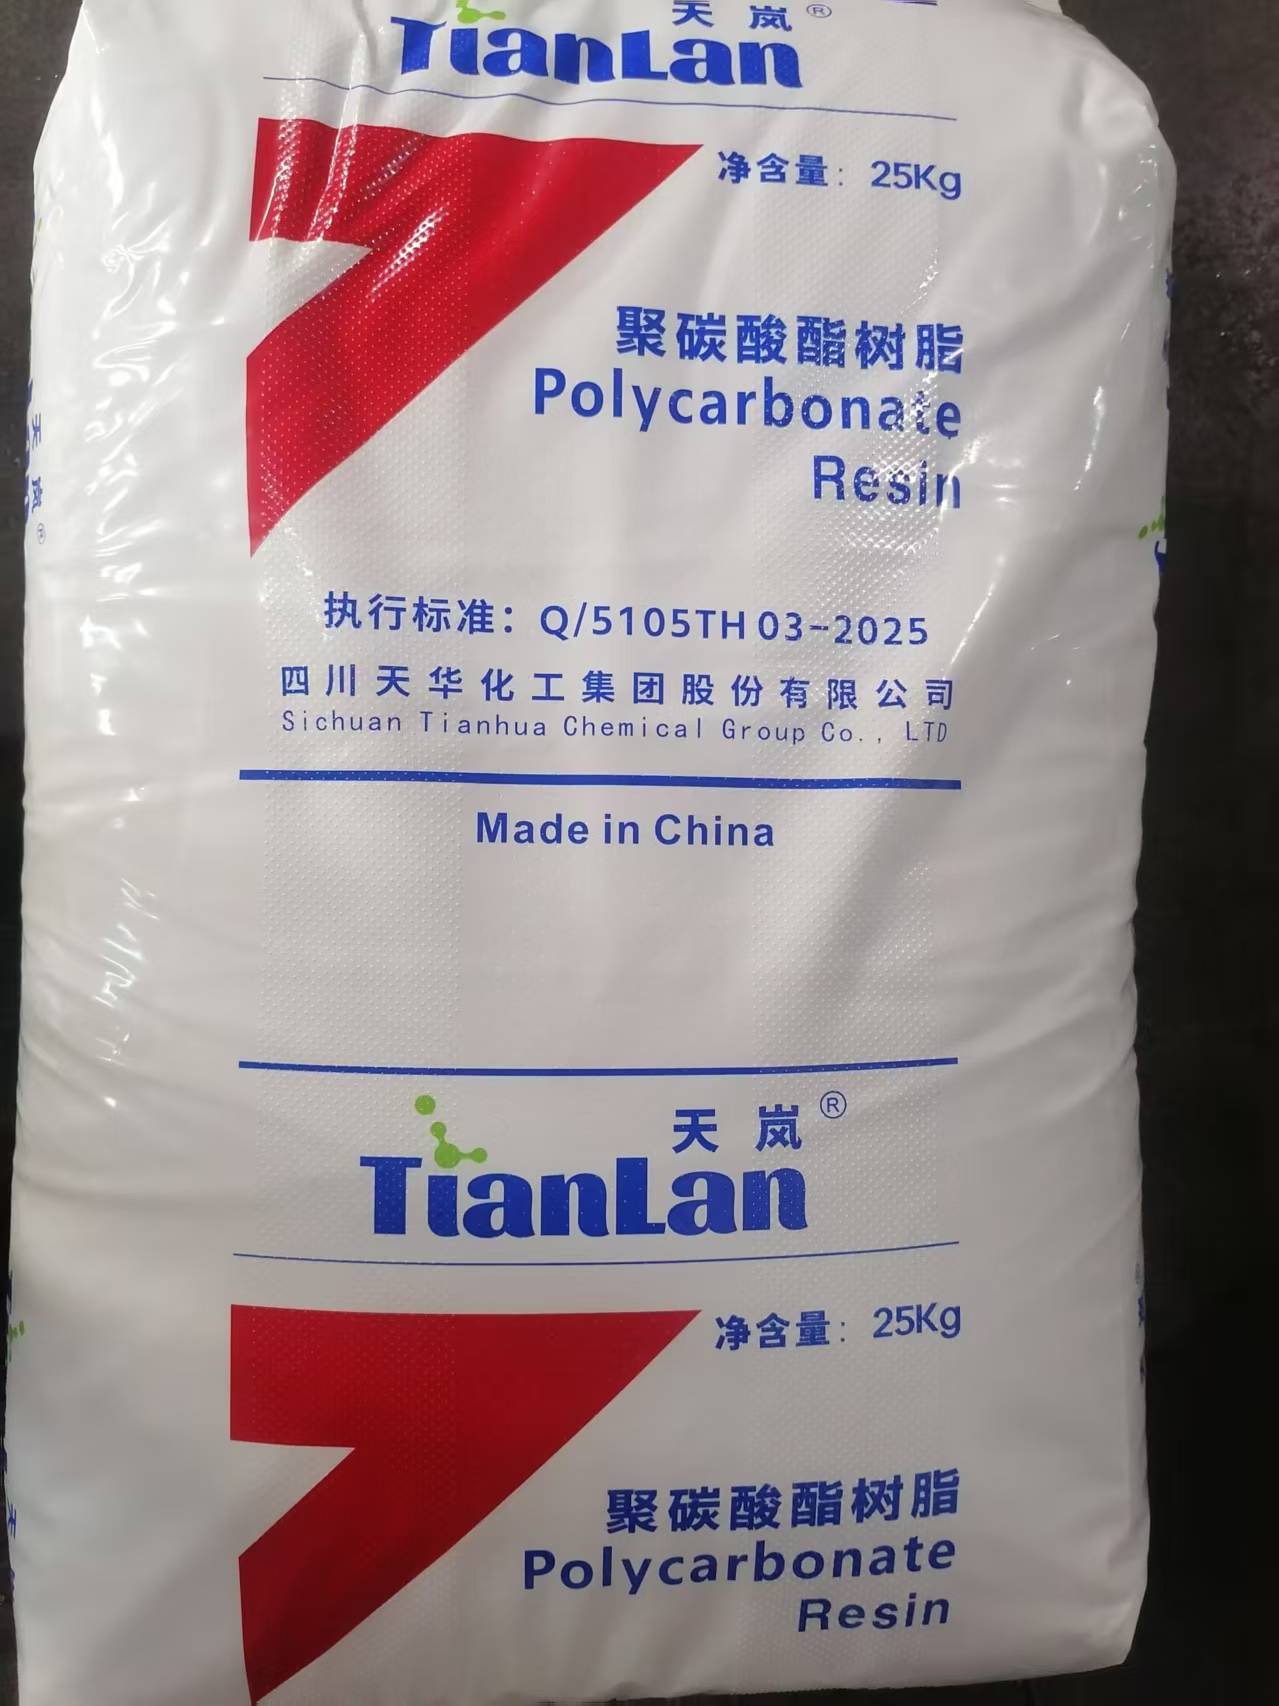 天岚®
TianLan
净含量：25Kg
聚碳酸酯树脂
Polycarbonate
Resin
执行标准：Q/5105TH 03-2025
四川天华化工集团股份有限公司
Sichuan Tianhua Chemical Group Co., LTD
Made in China
天岚®
TianLan
净含量：25Kg
聚碳酸酯树脂
Polycarbonate
Resin